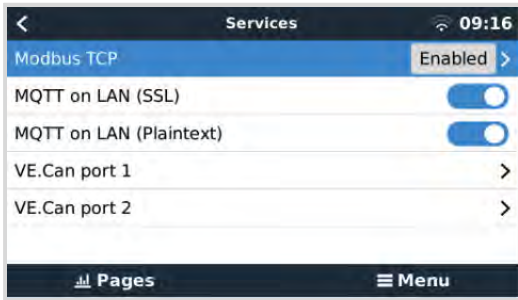 Services 09:16
Modbus TCP Enabled
MQTT on LAN (SSL)
MQTT on LAN (Plaintext)
VE.Can port 1
VE.Can port 2
Pages Menu